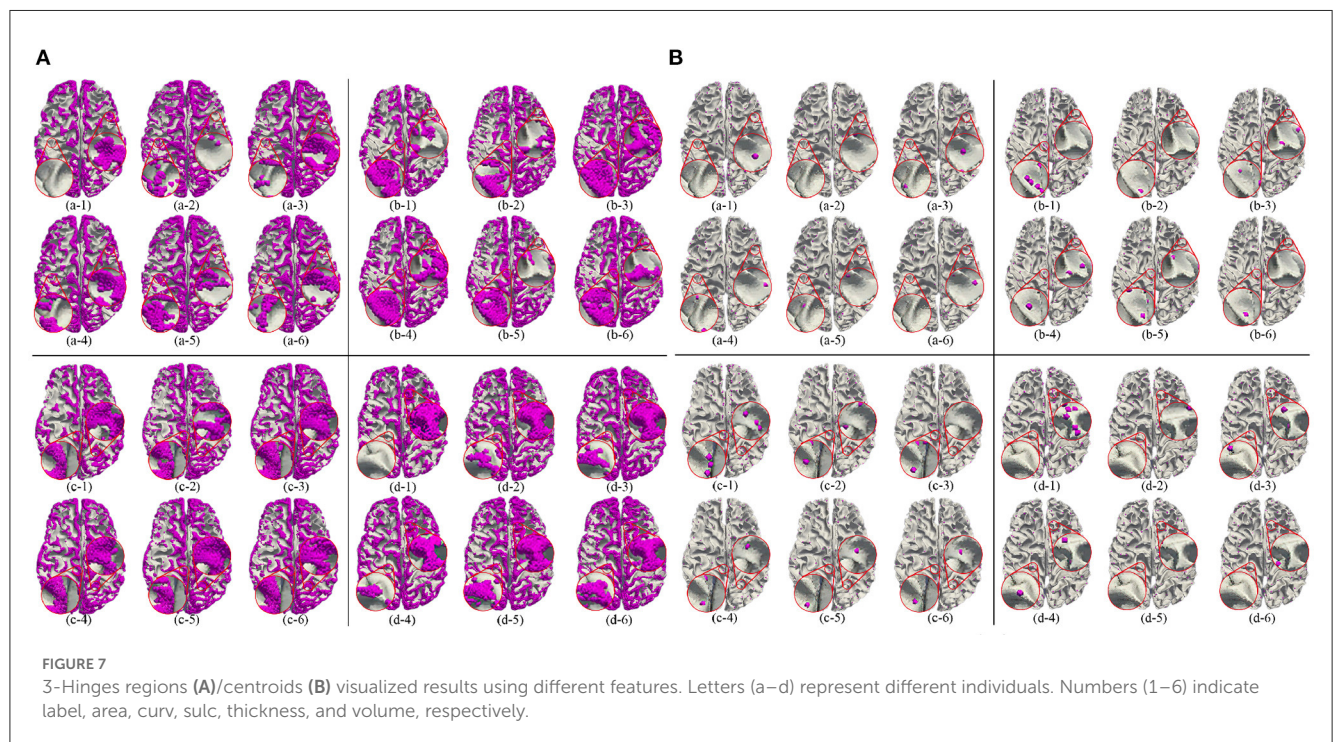 A
B
(a-1) (a-2) (a-3) (b-1) (b-2) (b-3) (a-1) (a-2) (a-3) (b-1) (b-2) (b-3)
(a-4) (a-5) (a-6) (b-4) (b-5) (b-6) (a-4) (a-5) (a-6) (b-4) (b-5) (b-6)
(c-1) (c-2) (c-3) (d-1) (d-2) (d-3) (c-1) (c-2) (c-3) (d-1) (d-2) (d-3)
(c-4) (c-5) (c-6) (d-4) (d-5) (d-6) (c-4) (c-5) (c-6) (d-4) (d-5) (d-6)
FIGURE 7
3-Hinges regions (A)/centroids (B) visualized results using different features. Letters (a–d) represent different individuals. Numbers (1–6) indicate
label, area, curv, sulc, thickness, and volume, respectively.